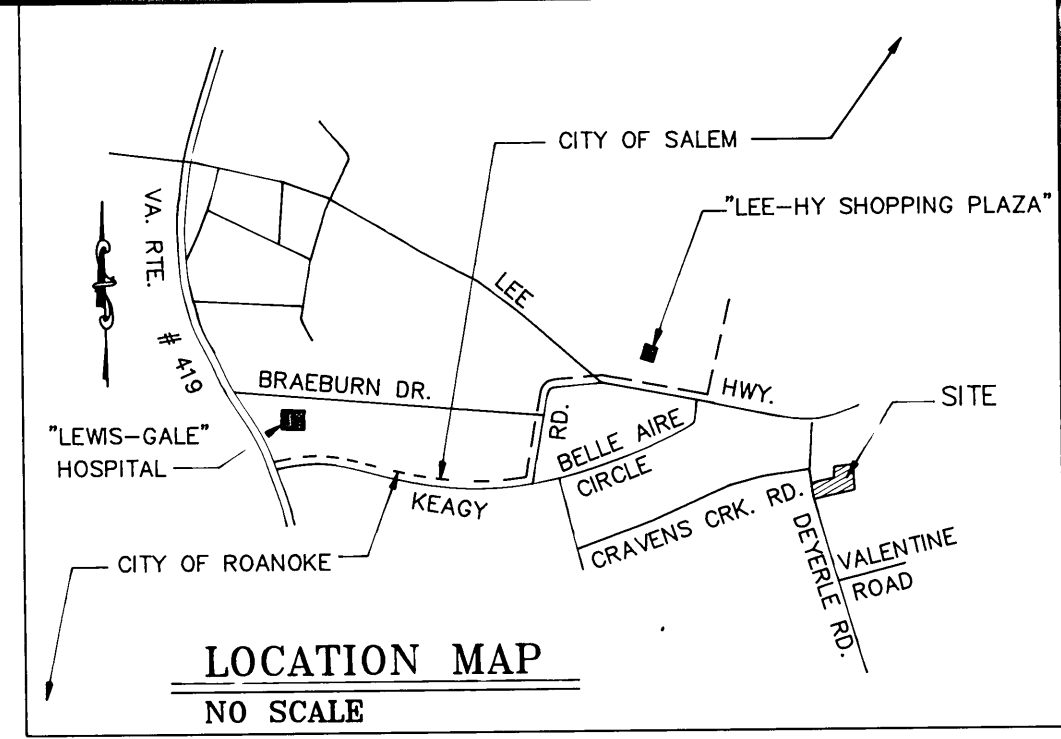 CITY OF SALEM
"LEE-HY SHOPPING PLAZA"
VA. RTE. # 419
LEE HWY.
BRAEBURN DR.
SITE
"LEWIS-GALE"
HOSPITAL
RD.
BELLE AIRE
CIRCLE
KEAGY
CRAVENS CRK. RD.
DEYERLE RD.
VALENTINE
ROAD
CITY OF ROANOKE
LOCATION MAP
NO SCALE